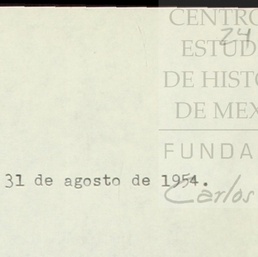 CENTRO
ESTUD
24
DE HISTO
DE MEX
FUNDA
31 de agosto de 1954.
Carlos